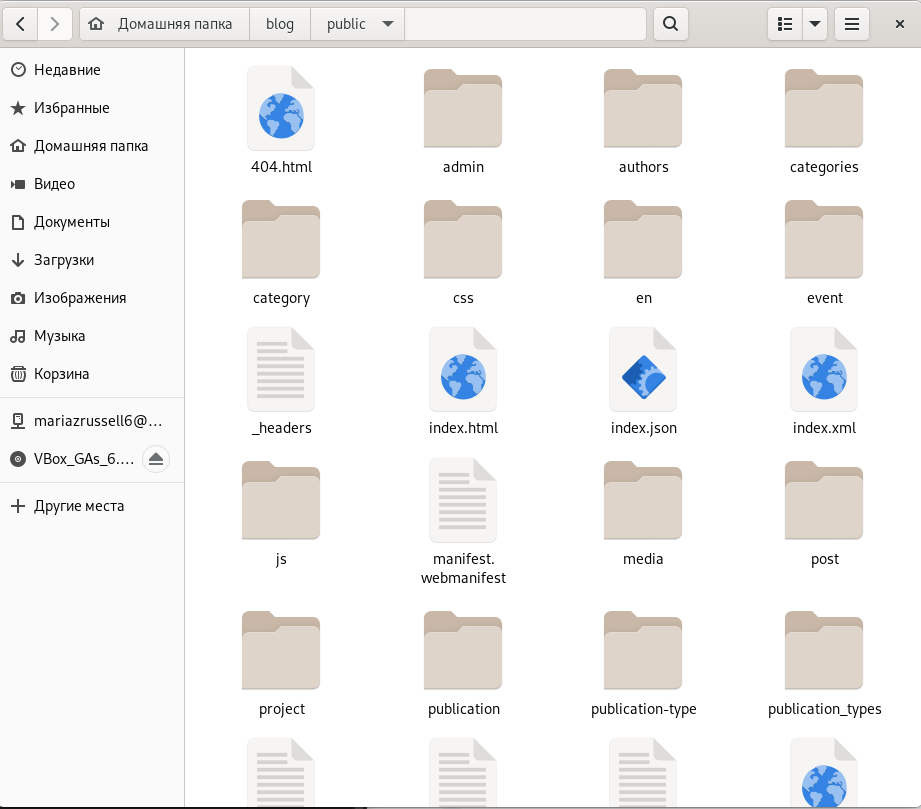 Домашняя папка blog public
Недавние
Избранные
Домашняя папка
Видео
Документы
Загрузки
Изображения
Музыка
Корзина
mariazrussell6@...
VBox_GAs_6....
Другие места
404.html admin authors categories
category css en event
_headers index.html index.json index.xml
js manifest. media post
webmanifest
project publication publication-type publication_types